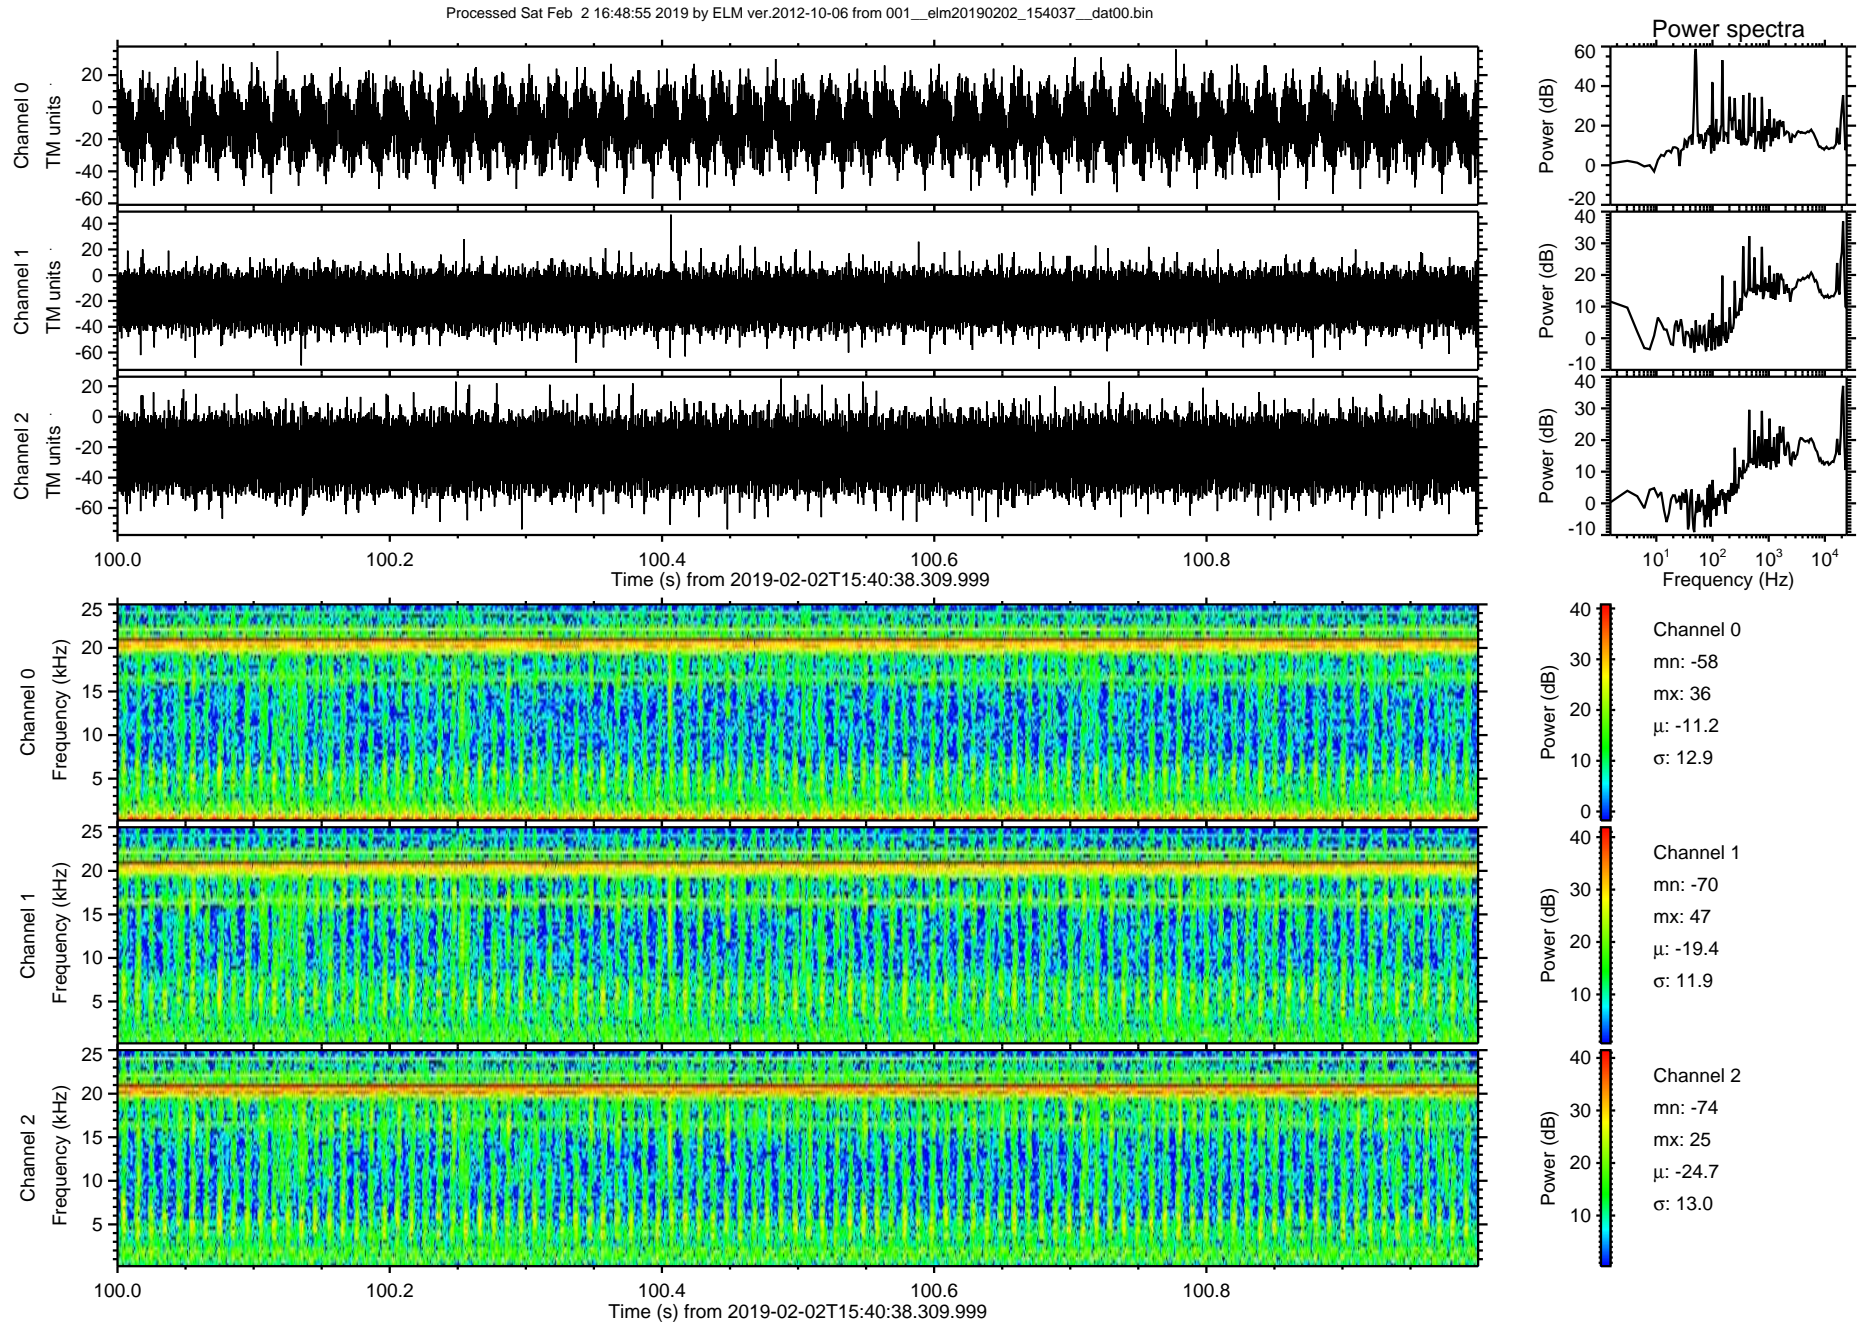 Processed Sat Feb  2 16:48:55 2019 by ELM ver.2012-10-06 from 001__elm20190202_154037__dat00.bin
Power spectra
Channel 0
TM units
20
0
-20
-40
-60
Power (dB)
60
40
20
0
-20
Channel 1
TM units
40
20
0
-20
-40
-60
Power (dB)
40
30
20
10
0
-10
Channel 2
TM units
20
0
-20
-40
-60
Power (dB)
40
30
20
10
0
-10
100.0 100.2 100.4 100.6 100.8
Time (s) from 2019-02-02T15:40:38.309.999
10^1 10^2 10^3 10^4
Frequency (Hz)
Channel 0
Frequency (kHz)
25
20
15
10
5
Power (dB)
40
30
20
10
0
Channel 0
mn: -58
mx: 36
μ: -11.2
σ: 12.9
Channel 1
Frequency (kHz)
25
20
15
10
5
Power (dB)
40
30
20
10
Channel 1
mn: -70
mx: 47
μ: -19.4
σ: 11.9
Channel 2
Frequency (kHz)
25
20
15
10
5
Power (dB)
40
30
20
10
Channel 2
mn: -74
mx: 25
μ: -24.7
σ: 13.0
100.0 100.2 100.4 100.6 100.8
Time (s) from 2019-02-02T15:40:38.309.999